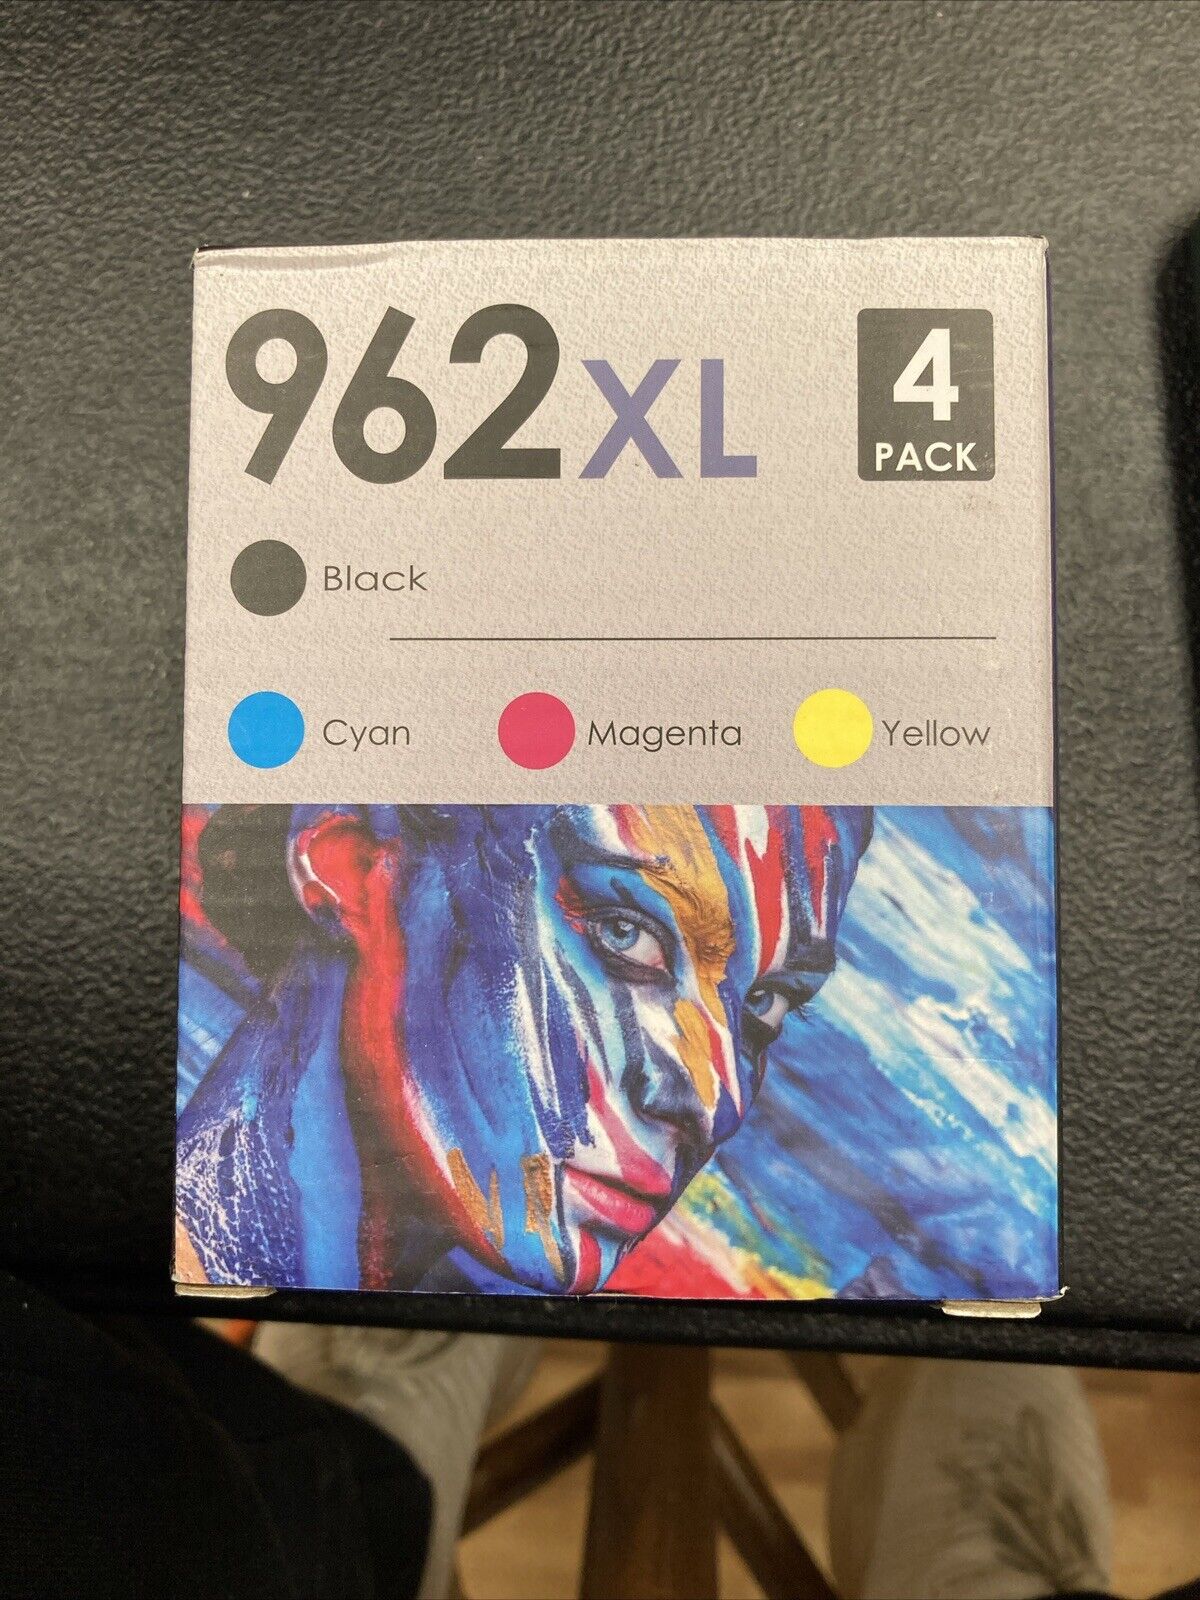 962XL
4
PACK
Black
Cyan Magenta Yellow